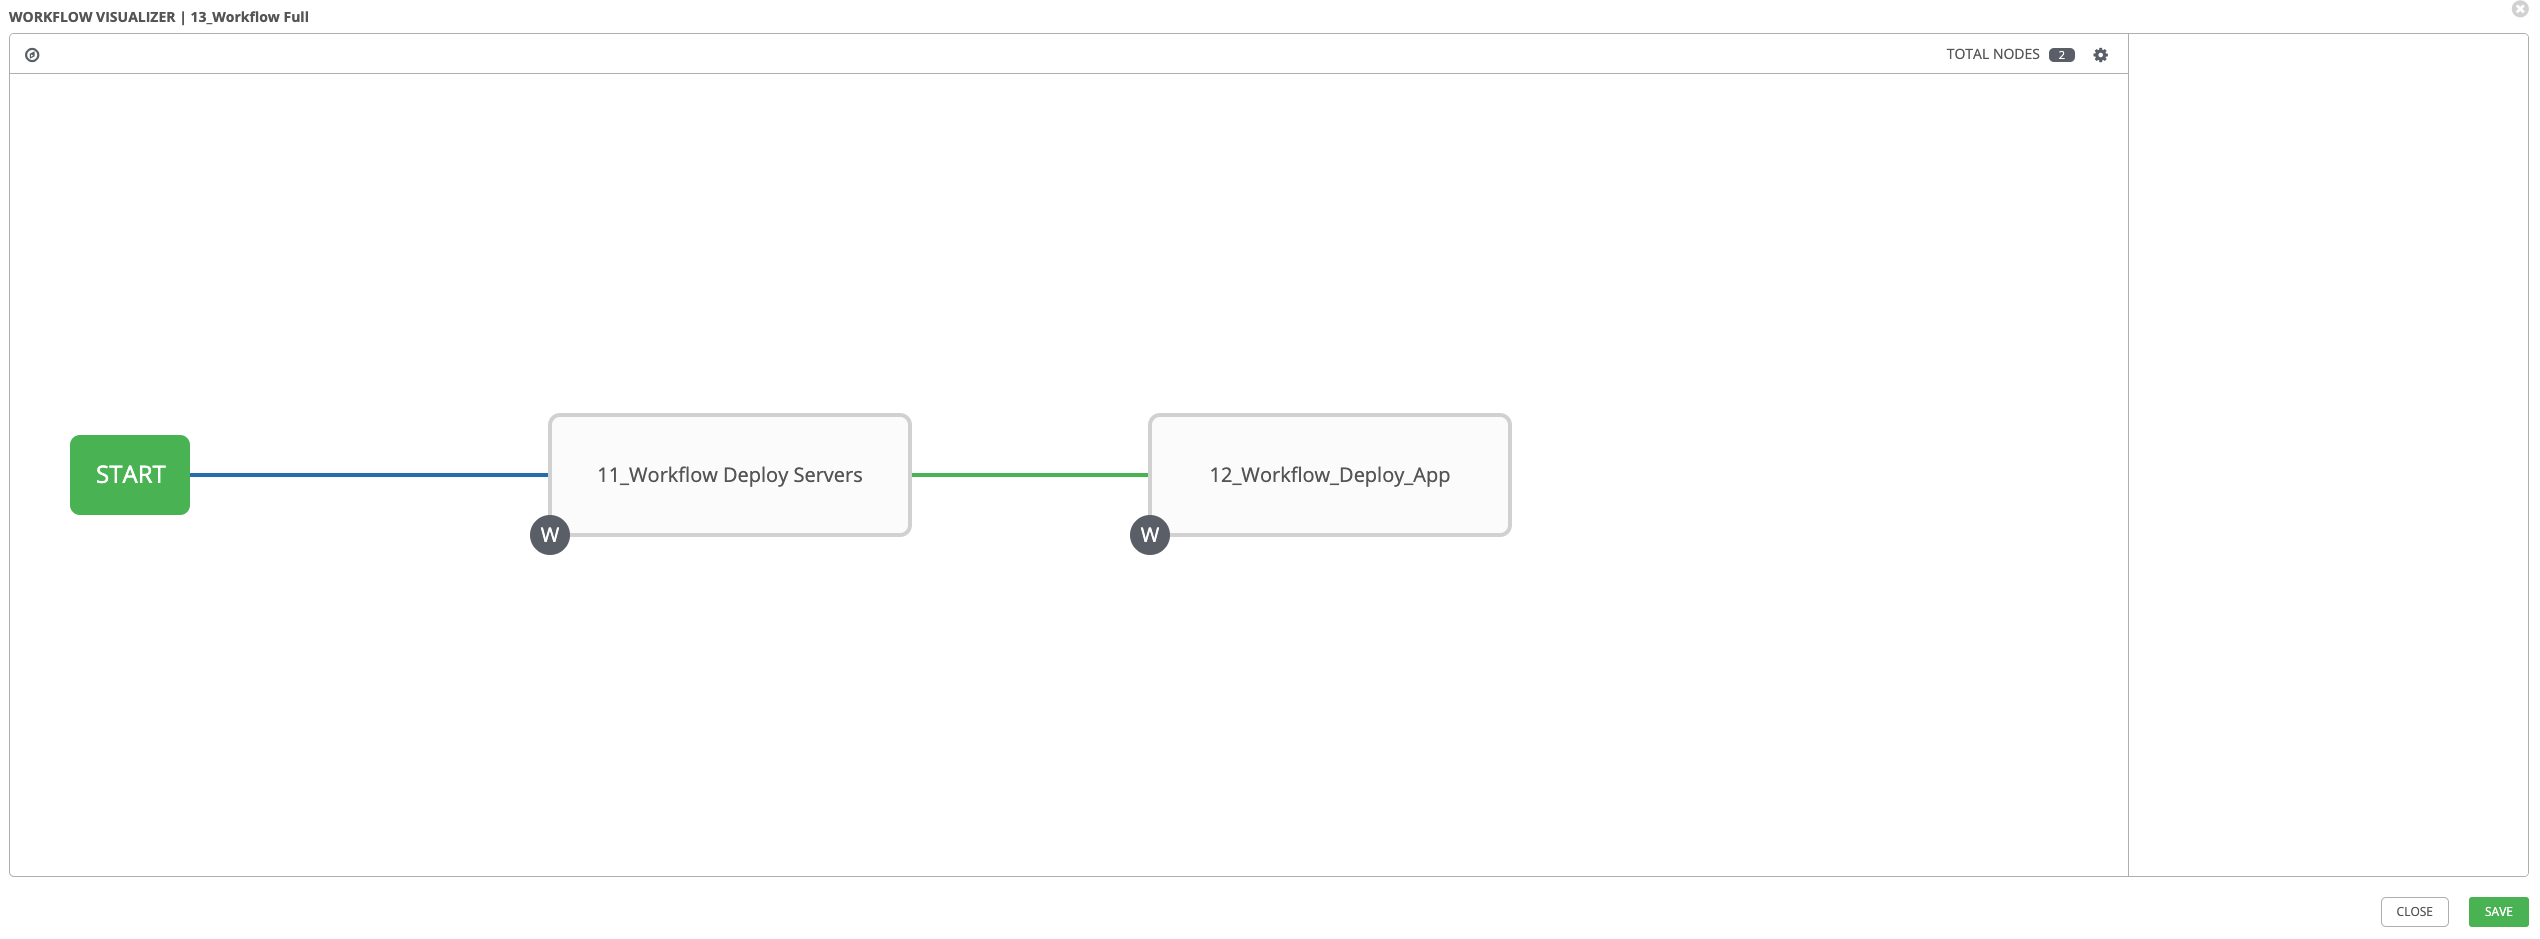 WORKFLOW VISUALIZER | 13_Workflow Full
TOTAL NODES 2
START
11_Workflow Deploy Servers
12_Workflow_Deploy_App
W
W
CLOSE
SAVE